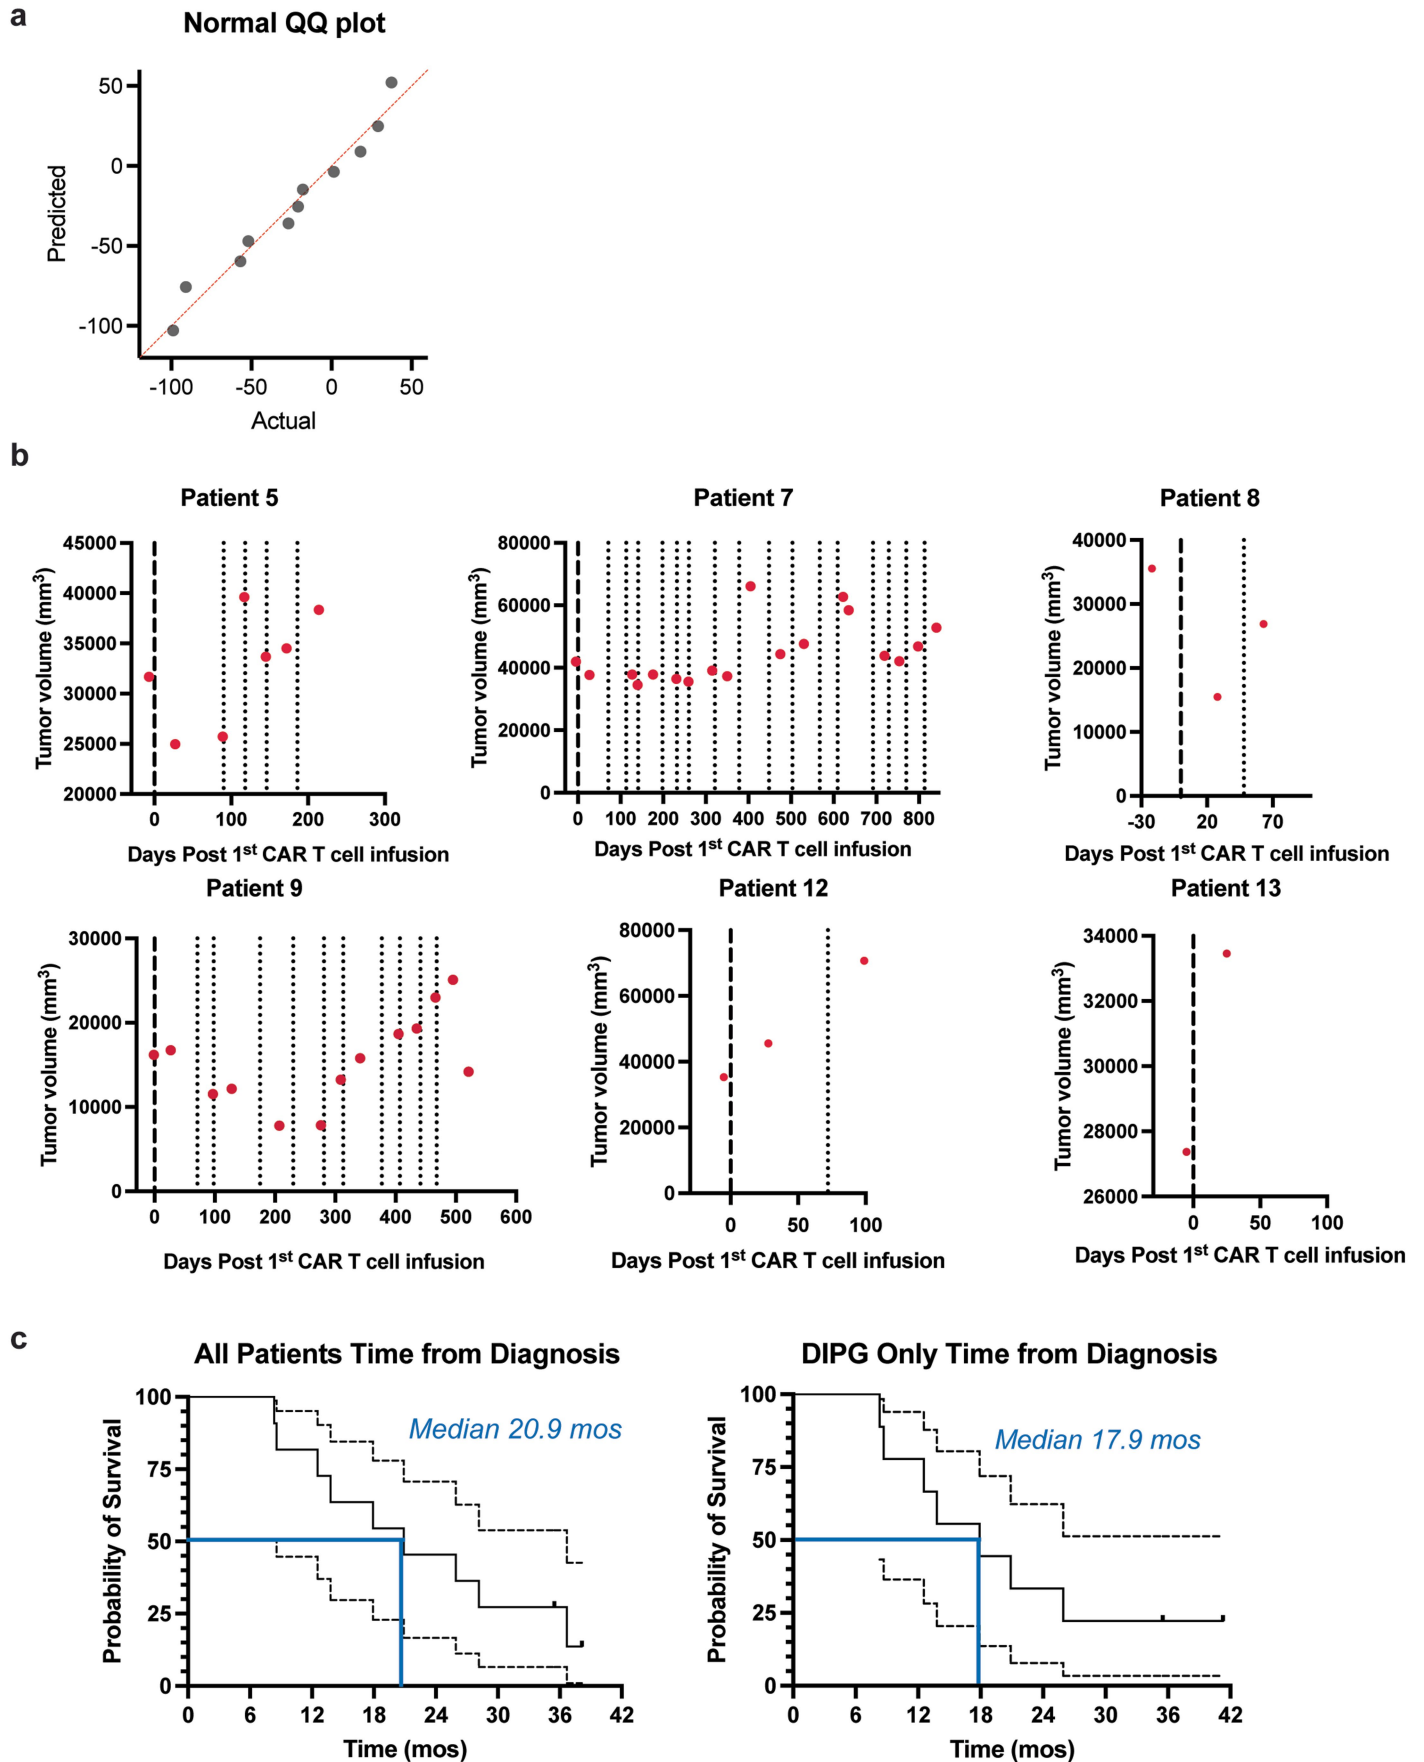 a
Normal QQ plot
50
0
-50
-100
Predicted
-100 -50 0 50
Actual
b
Patient 5
45000
40000
35000
30000
25000
20000
Tumor volume (mm³)
0 100 200 300
Days Post 1st CAR T cell infusion
Patient 7
80000
60000
40000
20000
0
Tumor volume (mm³)
0 100 200 300 400 500 600 700 800
Days Post 1st CAR T cell infusion
Patient 8
40000
30000
20000
10000
0
Tumor volume (mm³)
-30 20 70
Days Post 1st CAR T cell infusion
Patient 9
30000
20000
10000
0
Tumor volume (mm³)
0 100 200 300 400 500 600
Days Post 1st CAR T cell infusion
Patient 12
80000
60000
40000
20000
0
Tumor volume (mm³)
0 50 100
Days Post 1st CAR T cell infusion
Patient 13
34000
32000
30000
28000
26000
Tumor volume (mm³)
0 50 100
Days Post 1st CAR T cell infusion
c
All Patients Time from Diagnosis
Median 20.9 mos
100
75
50
25
0
Probability of Survival
0 6 12 18 24 30 36 42
Time (mos)
DIPG Only Time from Diagnosis
Median 17.9 mos
100
75
50
25
0
Probability of Survival
0 6 12 18 24 30 36 42
Time (mos)